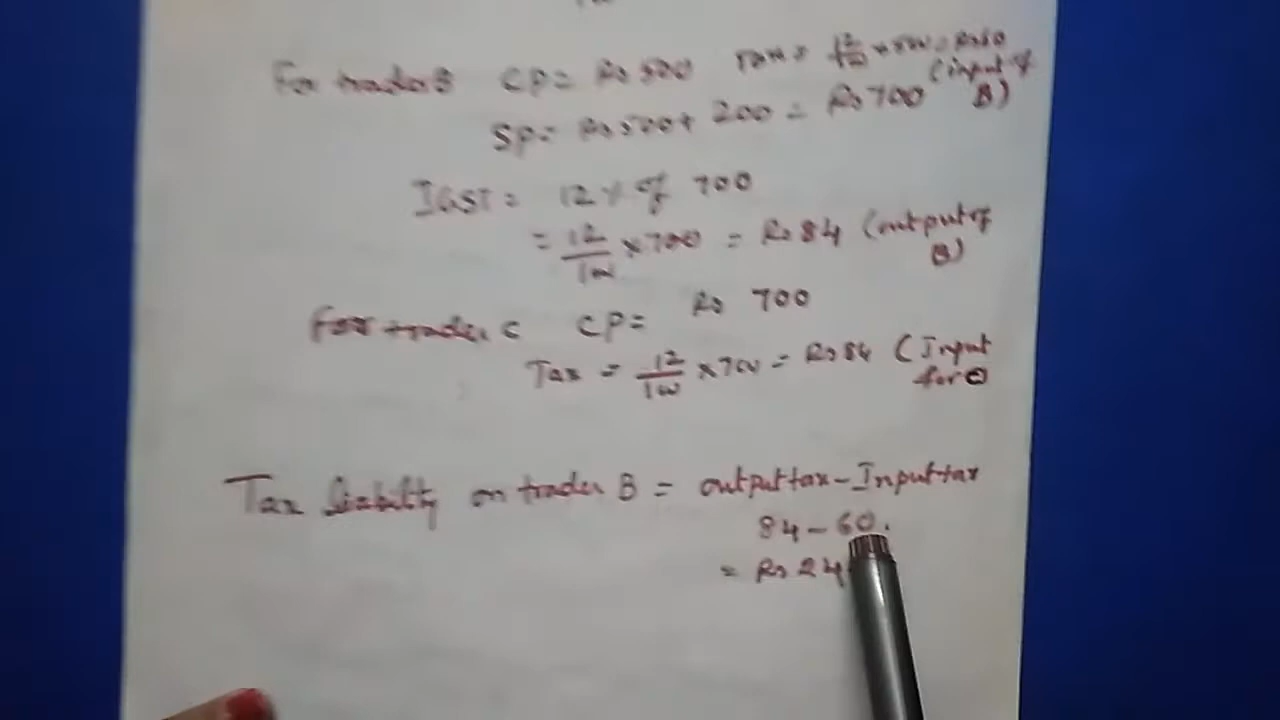 For trader B CP= Rs 500 Tax = 12/100 × 500 = Rs 60 (input of B)
SP= Rs 500 + 200 = Rs 700
IGST = 12 % of 700
= 12/100 × 700 = Rs 84 (output of B)
For trader C CP= Rs 700
Tax = 12/100 × 700 = Rs 84 (Input for C)
Tax liability on trader B = output tax - Input tax
84 - 60.
= Rs 24